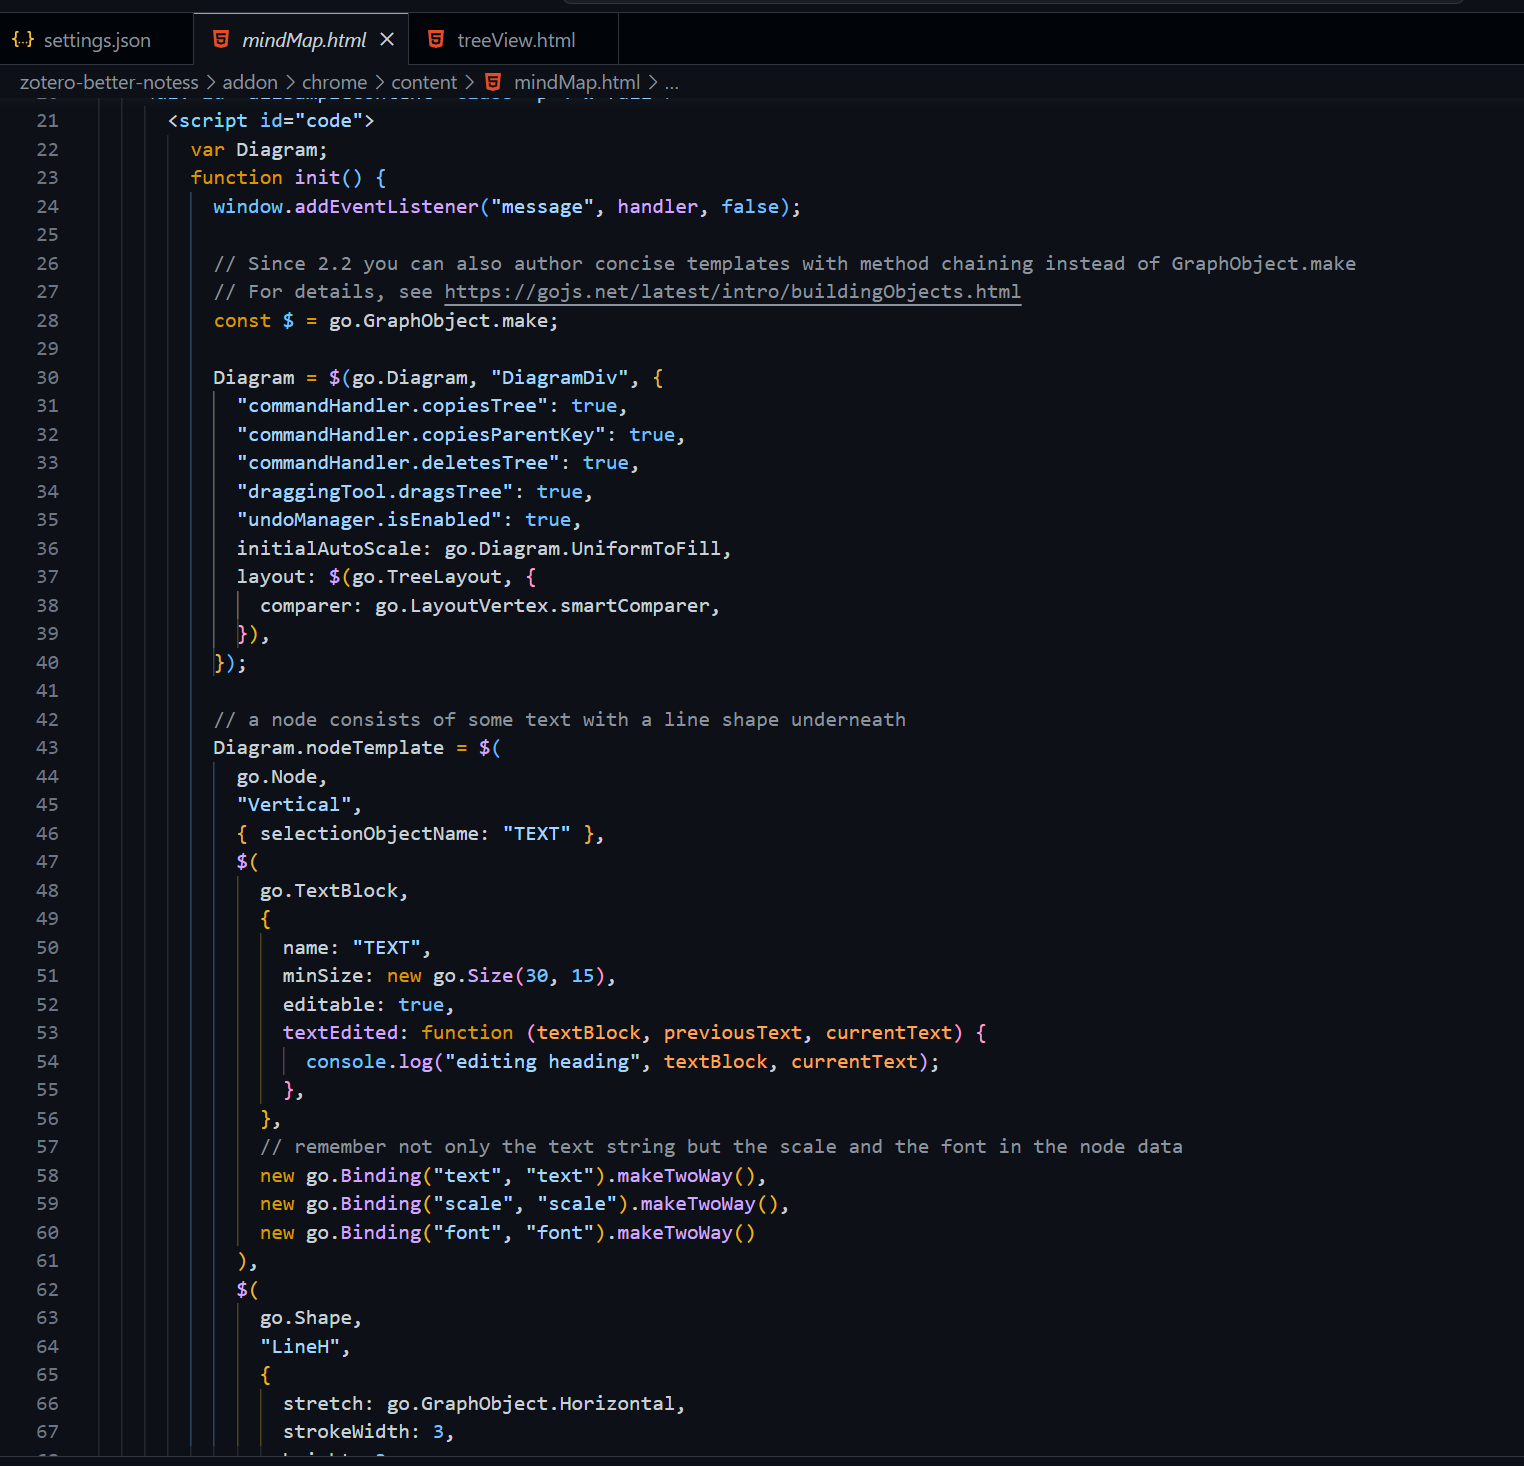 settings.json mindMap.html treeView.html
zotero-better-notess > addon > chrome > content > mindMap.html > ...
21 <script id="code">
22 var Diagram;
23 function init() {
24 window.addEventListener("message", handler, false);
25
26 // Since 2.2 you can also author concise templates with method chaining instead of GraphObject.make
27 // For details, see https://gojs.net/latest/intro/buildingObjects.html
28 const $ = go.GraphObject.make;
29
30 Diagram = $(go.Diagram, "DiagramDiv", {
31 "commandHandler.copiesTree": true,
32 "commandHandler.copiesParentKey": true,
33 "commandHandler.deletesTree": true,
34 "draggingTool.dragsTree": true,
35 "undoManager.isEnabled": true,
36 initialAutoScale: go.Diagram.UniformToFill,
37 layout: $(go.TreeLayout, {
38 comparer: go.LayoutVertex.smartComparer,
39 }),
40 });
41
42 // a node consists of some text with a line shape underneath
43 Diagram.nodeTemplate = $(
44 go.Node,
45 "Vertical",
46 { selectionObjectName: "TEXT" },
47 $(
48 go.TextBlock,
49 {
50 name: "TEXT",
51 minSize: new go.Size(30, 15),
52 editable: true,
53 textEdited: function (textBlock, previousText, currentText) {
54 console.log("editing heading", textBlock, currentText);
55 },
56 },
57 // remember not only the text string but the scale and the font in the node data
58 new go.Binding("text", "text").makeTwoWay(),
59 new go.Binding("scale", "scale").makeTwoWay(),
60 new go.Binding("font", "font").makeTwoWay()
61 ),
62 $(
63 go.Shape,
64 "LineH",
65 {
66 stretch: go.GraphObject.Horizontal,
67 strokeWidth: 3,